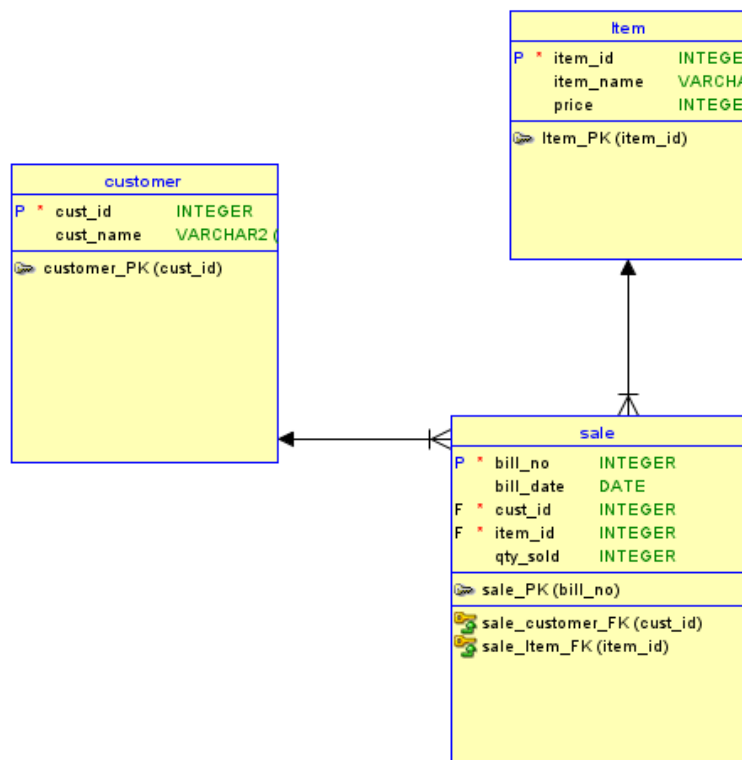 Item
P * item_id INTEGE
item_name VARCHA
price INTEGE
Item_PK (item_id)
customer
P * cust_id INTEGER
cust_name VARCHAR2 (
customer_PK (cust_id)
sale
P * bill_no INTEGER
bill_date DATE
F * cust_id INTEGER
F * item_id INTEGER
qty_sold INTEGER
sale_PK (bill_no)
sale_customer_FK (cust_id)
sale_Item_FK (item_id)